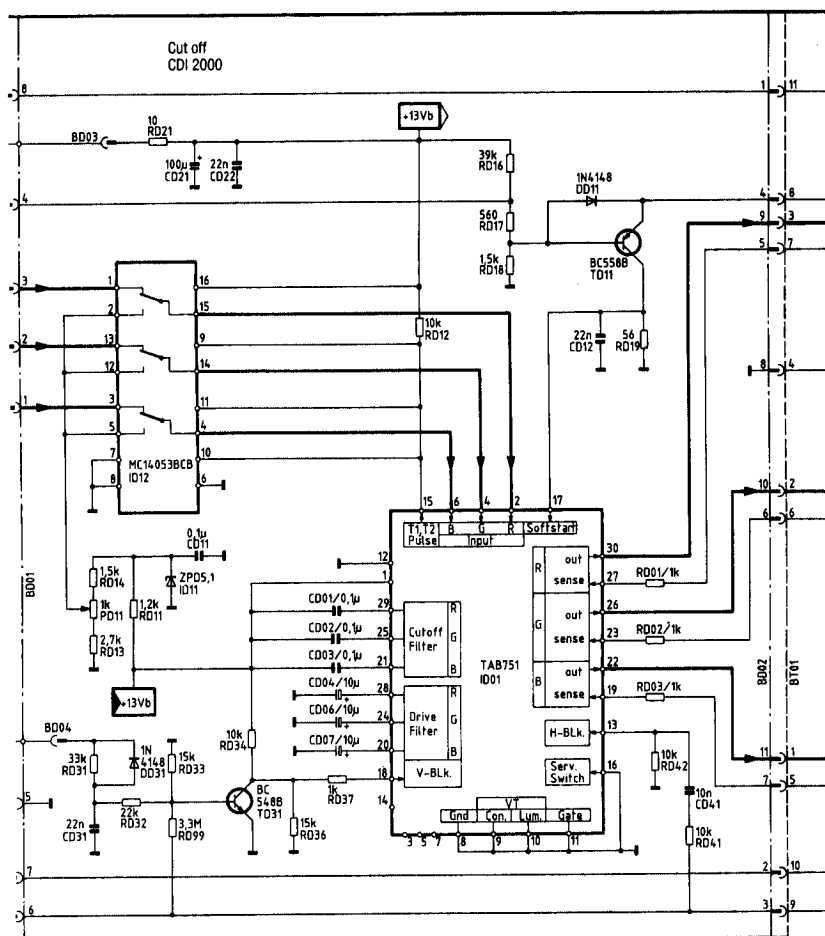 Cut off
CDI 2000
8
1
11
+13Vb
10
RD21
BD03
100µ
CD21
+
22n
CD22
39k
RD16
1N4148
DD11
4
4
8
9
3
560
RD17
5
7
1,5k
RD18
BC558B
TD11
3
1
16
2
15
10k
RD12
22n
CD12
56
RD19
2
13
9
12
14
8
4
1
3
11
5
4
7
10
8
6
MC14053BCB
ID12
15
6
4
2
17
10
2
T1,T2
Pulse
B
G
R
Input
Softstart
6
6
0,1µ
CD11
12
30
1,5k
RD14
ZPD5,1
ID11
1
R
out
sense
27
RD01/1k
BD01
1k
PD11
1,2k
RD11
CD01/0,1µ
29
R
26
CD02/0,1µ
25
Cutoff
Filter
G
G
out
sense
23
RD02/1k
2,7k
RD13
CD03/0,1µ
21
B
TAB751
ID01
22
BD02
BT01
+13Vb
CD04/10µ
+
28
R
B
out
sense
19
RD03/1k
CD06/10µ
+
24
Drive
Filter
G
CD07/10µ
+
20
B
H-Blk.
13
BD04
33k
RD31
1N
4148
DD31
15k
RD33
10k
RD34
10k
RD42
11
1
V-Blk.
18
1k
RD37
Serv.
Switch
16
7
5
5
22k
RD32
BC
548B
TD31
14
10n
CD41
22n
CD31
3,3M
RD99
15k
RD36
VT
Gnd
Con.
Lum.
Gate
10k
RD41
3
5
7
8
9
10
11
7
2
10
6
3
9